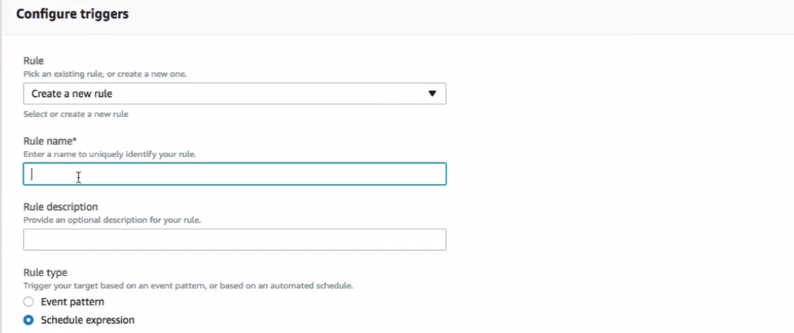 Configure triggers
Rule
Pick an existing rule, or create a new one.
Create a new rule
Select or create a new rule
Rule name*
Enter a name to uniquely identify your rule.
Rule description
Provide an optional description for your rule.
Rule type
Trigger your target based on an event pattern, or based on an automated schedule.
Event pattern
Schedule expression